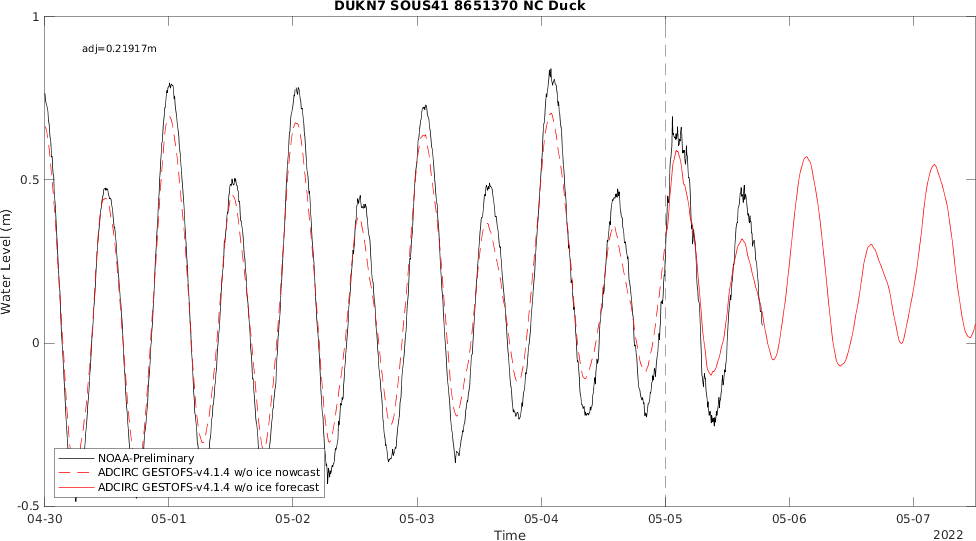 DUKN7 SOUS41 8651370 NC Duck
adj=0.21917m
1
0.5
0
-0.5
Water Level (m)
NOAA-Preliminary
ADCIRC GESTOFS-v4.1.4 w/o ice nowcast
ADCIRC GESTOFS-v4.1.4 w/o ice forecast
04-30 05-01 05-02 05-03 05-04 05-05 05-06 05-07
Time
2022